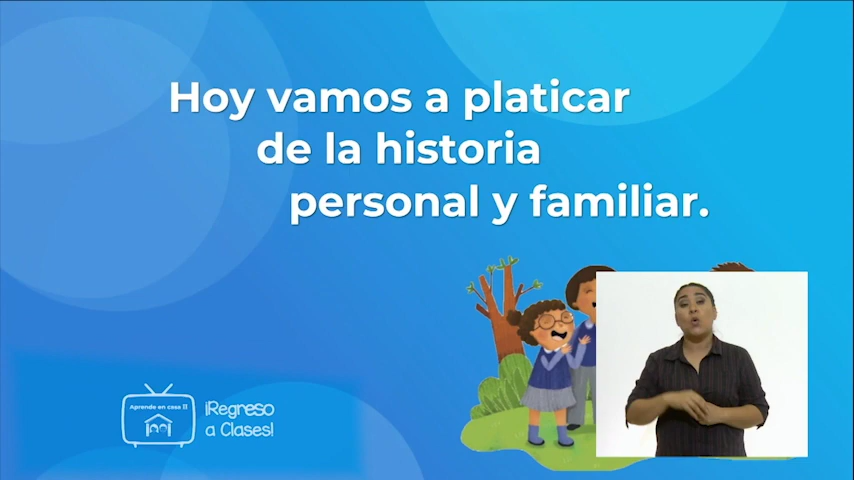 Hoy vamos a platicar
de la historia
personal y familiar.
Aprende en casa II
¡Regreso
a Clases!